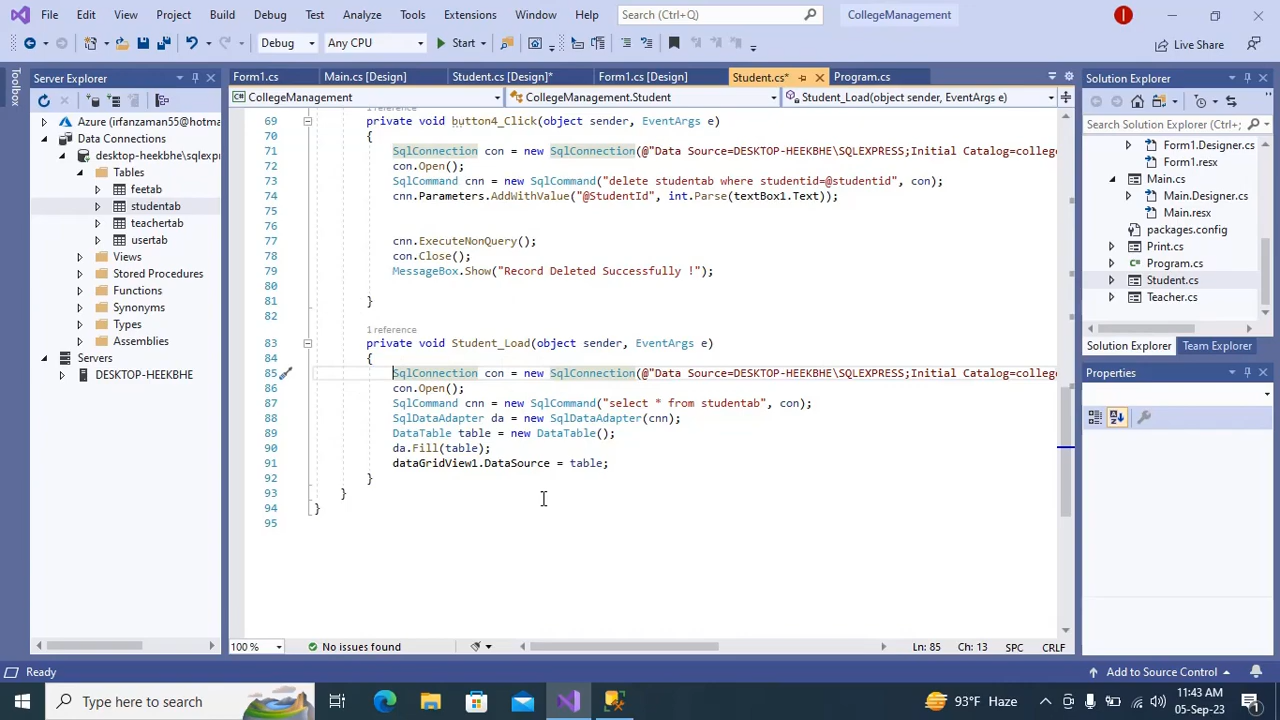 File Edit View Project Build Debug Test Analyze Tools Extensions Window Help Search (Ctrl+Q) CollegeManagement
Debug Any CPU Start Live Share
Toolbox
Server Explorer
Azure (irfanzaman55@hotma
Data Connections
desktop-heekbhe\sqlexpre
Tables
feetab
studentab
teachertab
usertab
Views
Stored Procedures
Functions
Synonyms
Types
Assemblies
Servers
DESKTOP-HEEKBHE
Form1.cs Main.cs [Design] Student.cs [Design]* Form1.cs [Design] Student.cs* Program.cs
CollegeManagement CollegeManagement.Student Student_Load(object sender, EventArgs e)
1 reference
69 private void button4_Click(object sender, EventArgs e)
70 {
71 SqlConnection con = new SqlConnection(@"Data Source=DESKTOP-HEEKBHE\SQLEXPRESS;Initial Catalog=college
72 con.Open();
73 SqlCommand cnn = new SqlCommand("delete studentab where studentid=@studentid", con);
74 cnn.Parameters.AddWithValue("@StudentId", int.Parse(textBox1.Text));
75
76
77 cnn.ExecuteNonQuery();
78 con.Close();
79 MessageBox.Show("Record Deleted Successfully !");
80
81 }
82
1 reference
83 private void Student_Load(object sender, EventArgs e)
84 {
85 SqlConnection con = new SqlConnection(@"Data Source=DESKTOP-HEEKBHE\SQLEXPRESS;Initial Catalog=college
86 con.Open();
87 SqlCommand cnn = new SqlCommand("select * from studentab", con);
88 SqlDataAdapter da = new SqlDataAdapter(cnn);
89 DataTable table = new DataTable();
90 da.Fill(table);
91 dataGridView1.DataSource = table;
92 }
93 }
94 }
95
100 % No issues found Ln: 85 Ch: 13 SPC CRLF
Solution Explorer
Search Solution Explorer
Form1.Designer.cs
Form1.resx
Main.cs
Main.Designer.cs
Main.resx
packages.config
Print.cs
Program.cs
Student.cs
Teacher.cs
Solution Explorer Team Explorer
Properties
Ready Add to Source Control
Type here to search 93°F Haze 11:43 AM
05-Sep-23